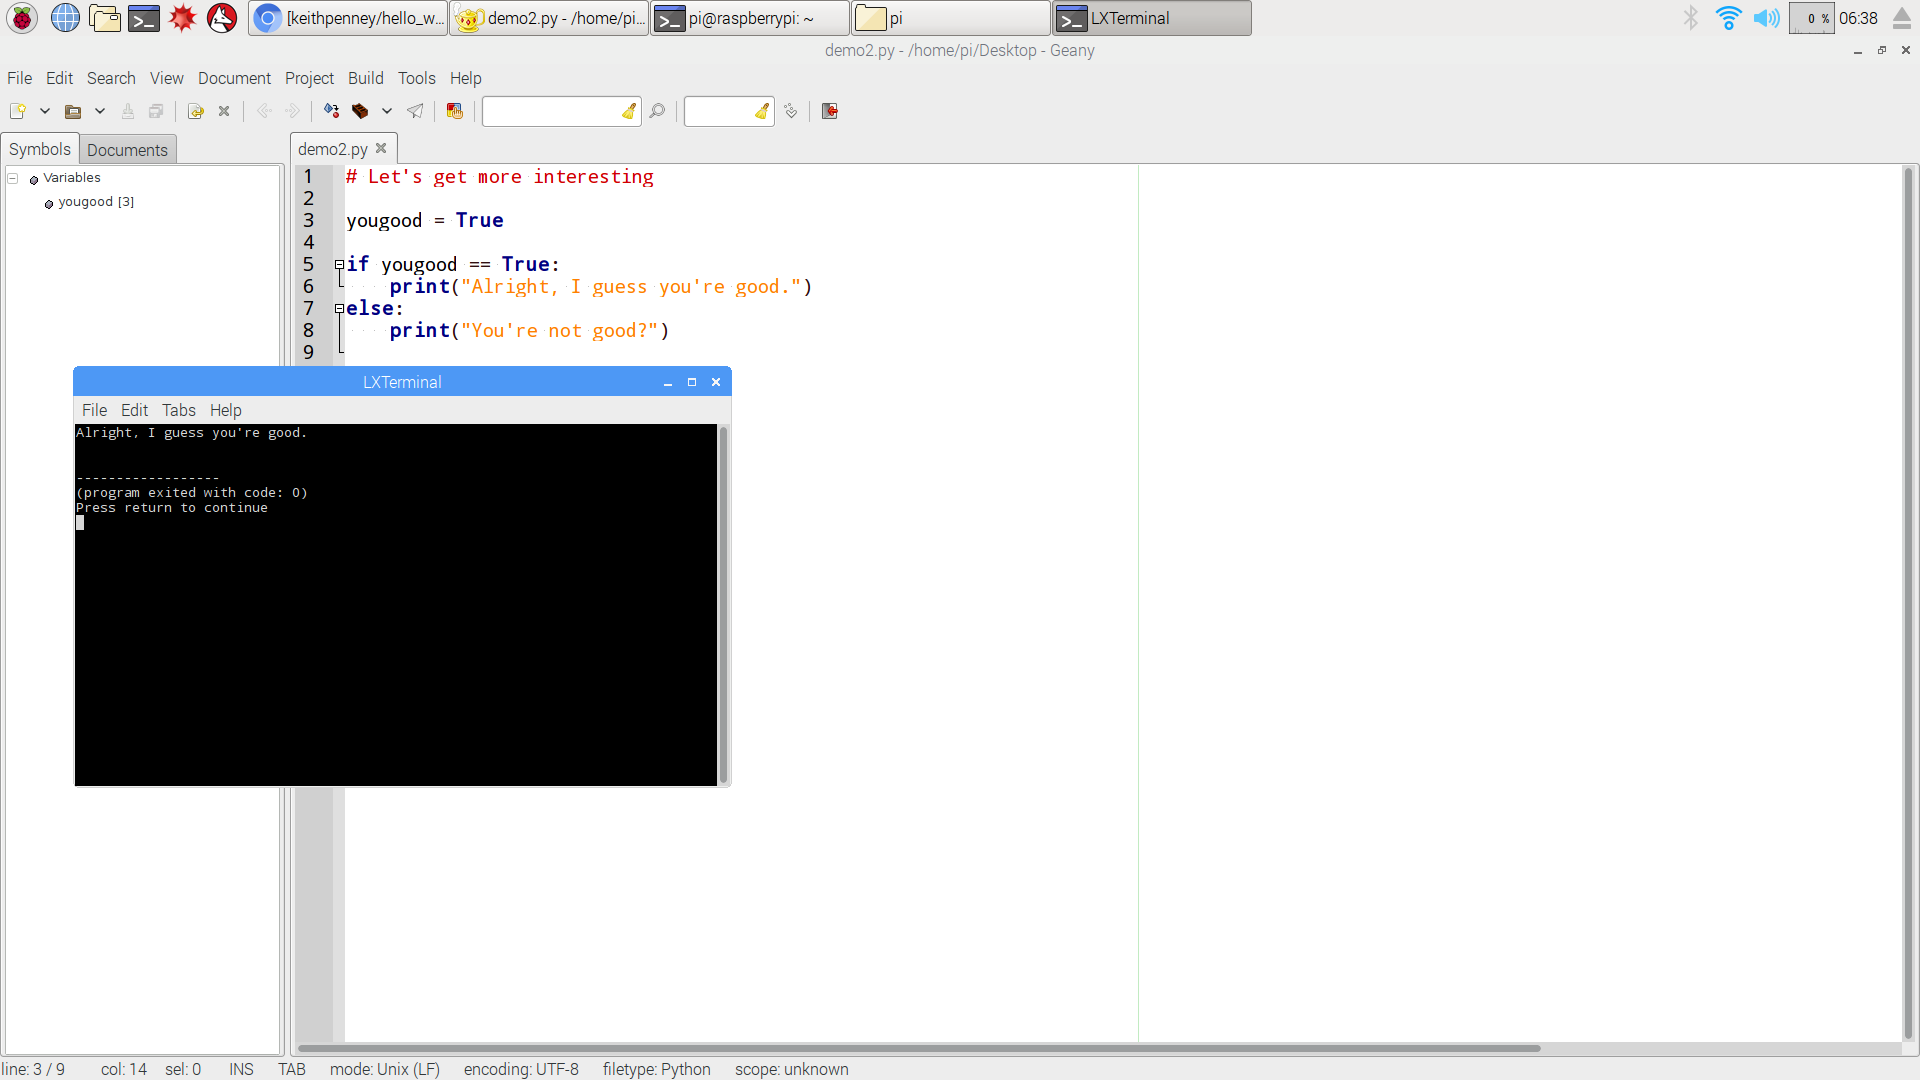 [keithpenney/hello_w...
demo2.py - /home/pi...
pi@raspberrypi: ~
pi
LXTerminal
0 %
06:38
demo2.py - /home/pi/Desktop - Geany
File Edit Search View Document Project Build Tools Help
Symbols Documents
demo2.py
Variables
yougood [3]
1 # Let's get more interesting
2
3 yougood = True
4
5 if yougood == True:
6 print("Alright, I guess you're good.")
7 else:
8 print("You're not good?")
9
LXTerminal
File Edit Tabs Help
Alright, I guess you're good.
------------------
(program exited with code: 0)
Press return to continue
line: 3 / 9 col: 14 sel: 0 INS TAB mode: Unix (LF) encoding: UTF-8 filetype: Python scope: unknown